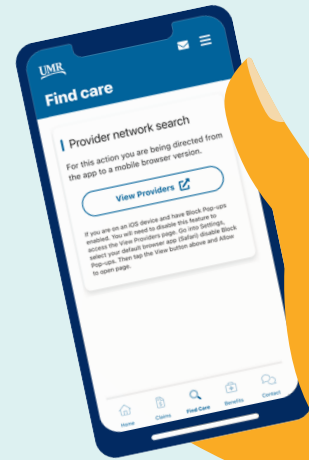 UMR
Find care
Provider network search
For this action you are being directed from
the app to a mobile browser version.
View Providers
If you are on an iOS device and have Block Pop-ups
enabled. You will need to disable this feature to
access the View Providers page. Go into Settings,
select your default browser app (Safari) disable Block
Pop-ups. Then tap the View button above and Allow
to open page.
Home Claims Find Care Benefits Contact